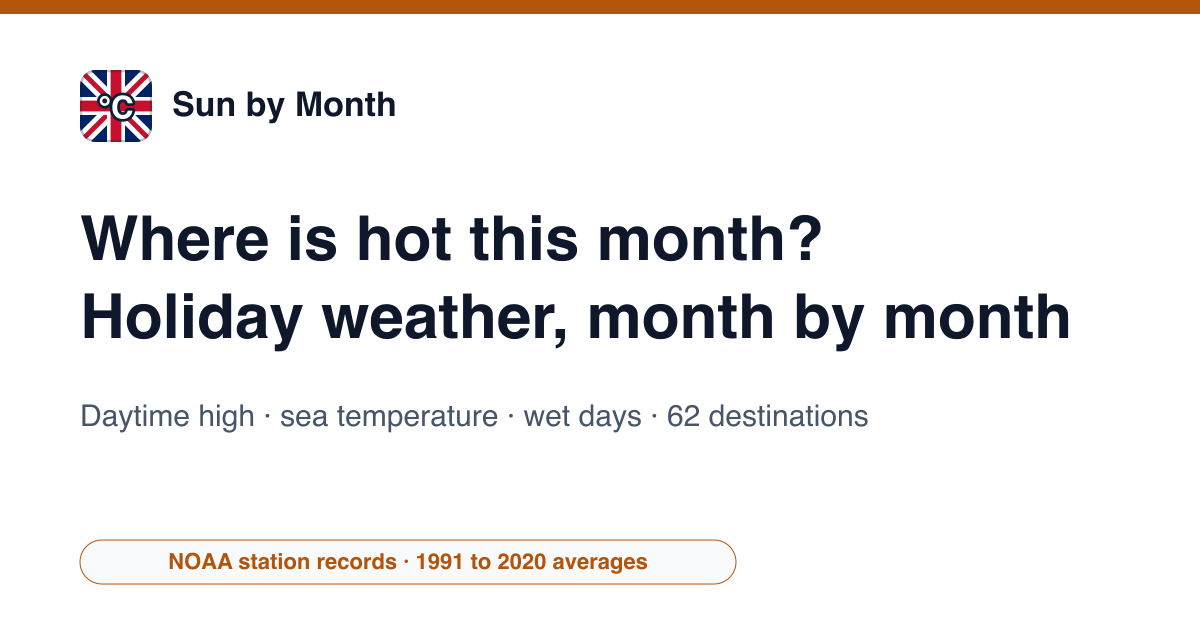 °C
Sun by Month
Where is hot this month?
Holiday weather, month by month
Daytime high · sea temperature · wet days · 62 destinations
NOAA station records · 1991 to 2020 averages